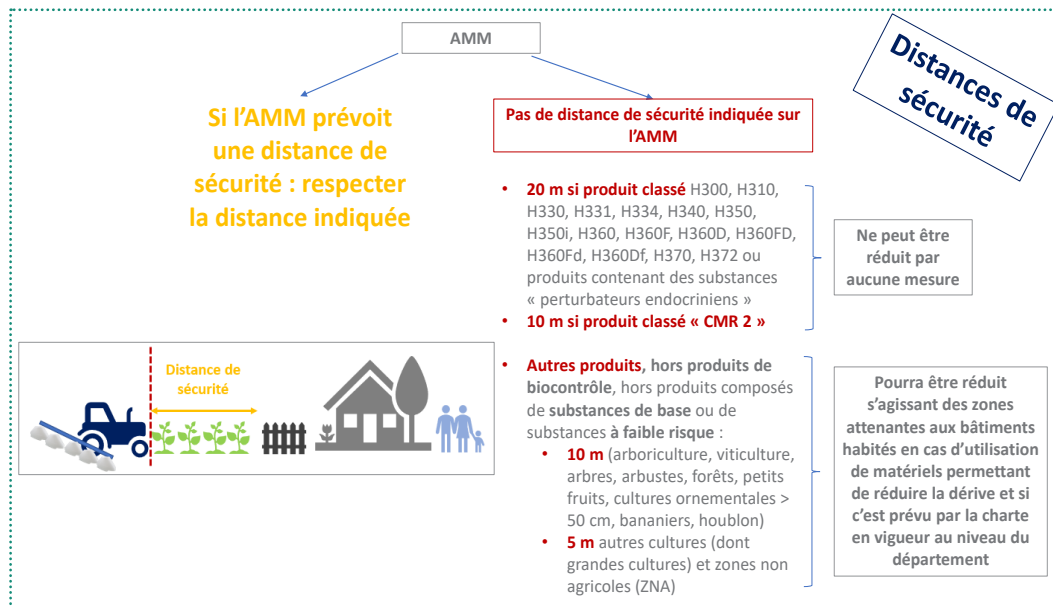 AMM
Distances de
sécurité
Si l'AMM prévoit
une distance de
sécurité : respecter
la distance indiquée
Pas de distance de sécurité indiquée sur
l'AMM
• 20 m si produit classé H300, H310,
H330, H331, H334, H340, H350,
H350i, H360, H360F, H360D, H360FD,
H360Fd, H360Df, H370, H372 ou
produits contenant des substances
« perturbateurs endocriniens »
• 10 m si produit classé « CMR 2 »
Ne peut être
réduit par
aucune mesure
Distance de
sécurité
• Autres produits, hors produits de
biocontrôle, hors produits composés
de substances de base ou de
substances à faible risque :
• 10 m (arboriculture, viticulture,
arbres, arbustes, forêts, petits
fruits, cultures ornementales >
50 cm, bananiers, houblon)
• 5 m autres cultures (dont
grandes cultures) et zones non
agricoles (ZNA)
Pourra être réduit
s'agissant des zones
attenantes aux bâtiments
habités en cas d'utilisation
de matériels permettant
de réduire la dérive et si
c'est prévu par la charte
en vigueur au niveau du
département